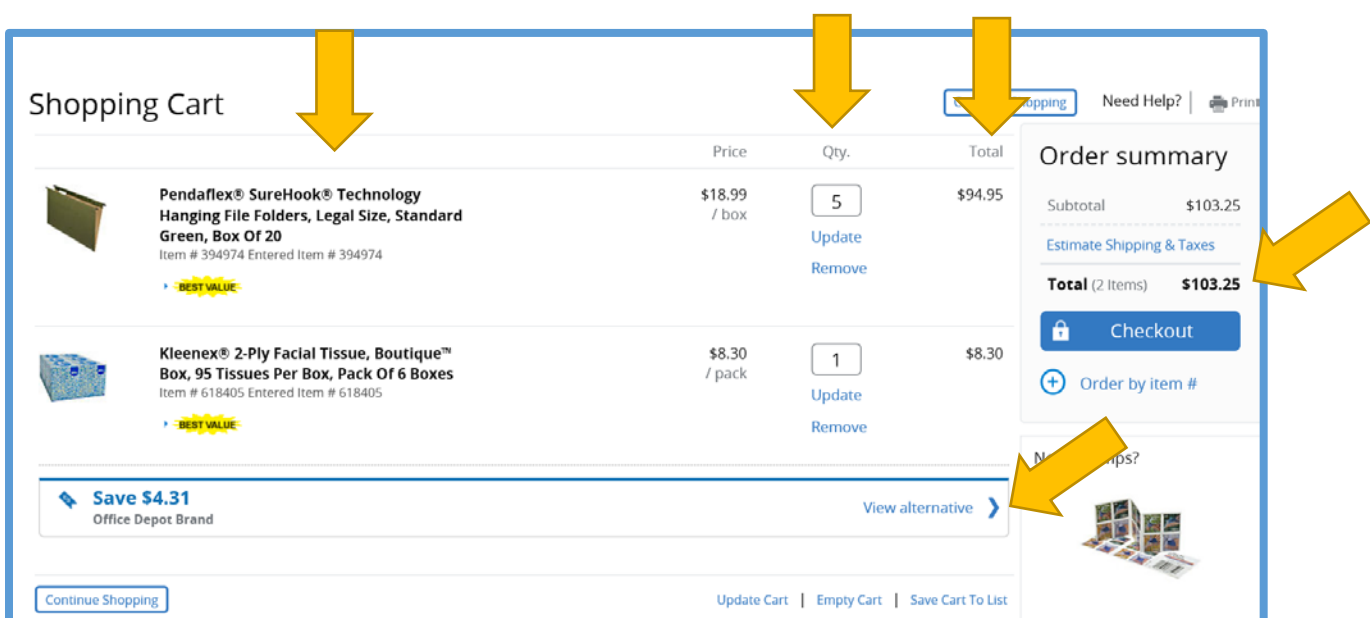 Shopping Cart
Need Help? |
Price Qty. Total
Pendaflex® SureHook® Technology
Hanging File Folders, Legal Size, Standard
Green, Box Of 20
Item # 394974 Entered Item # 394974
BEST VALUE
$18.99
/ box
5
Update
Remove
$94.95
Kleenex® 2-Ply Facial Tissue, Boutique™
Box, 95 Tissues Per Box, Pack Of 6 Boxes
Item # 618405 Entered Item # 618405
BEST VALUE
$8.30
/ pack
1
Update
Remove
$8.30
Save $4.31
Office Depot Brand
View alternative
Continue Shopping
Update Cart | Empty Cart | Save Cart To List
Order summary
Subtotal $103.25
Estimate Shipping & Taxes
Total (2 Items) $103.25
Checkout
Order by item #